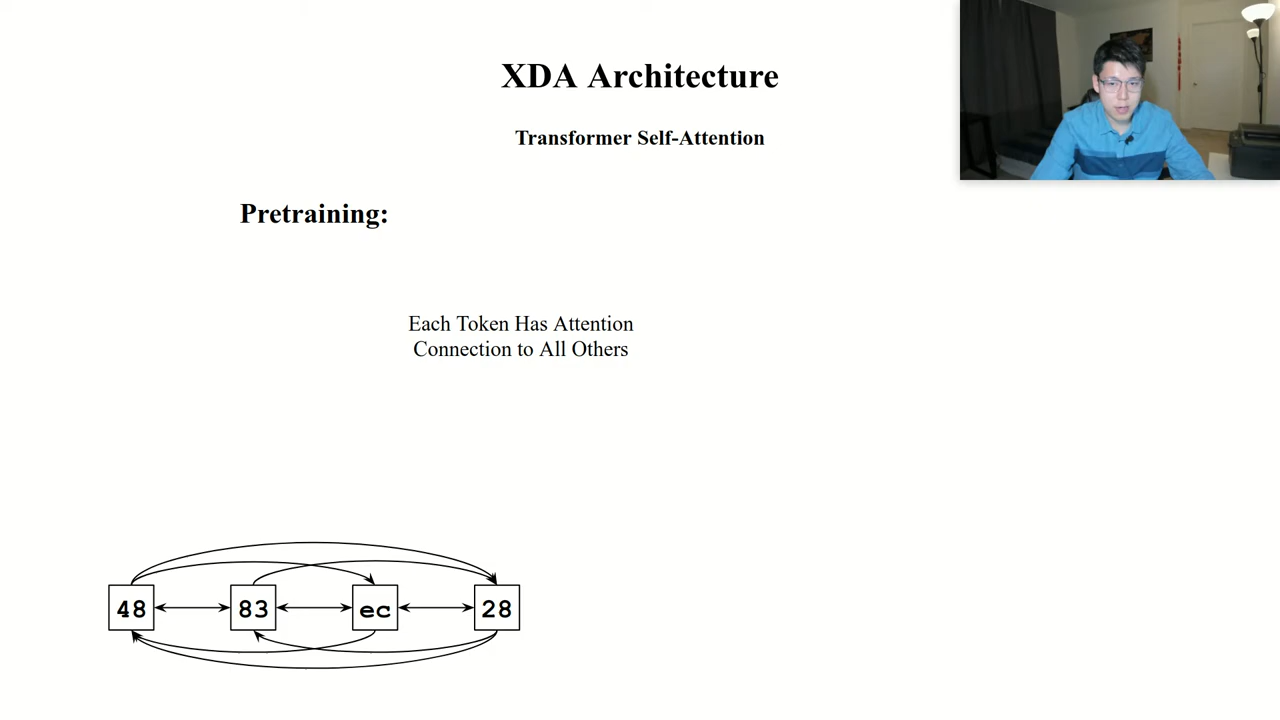 XDA Architecture
Transformer Self-Attention
Pretraining:
Each Token Has Attention
Connection to All Others
48 83 ec 28